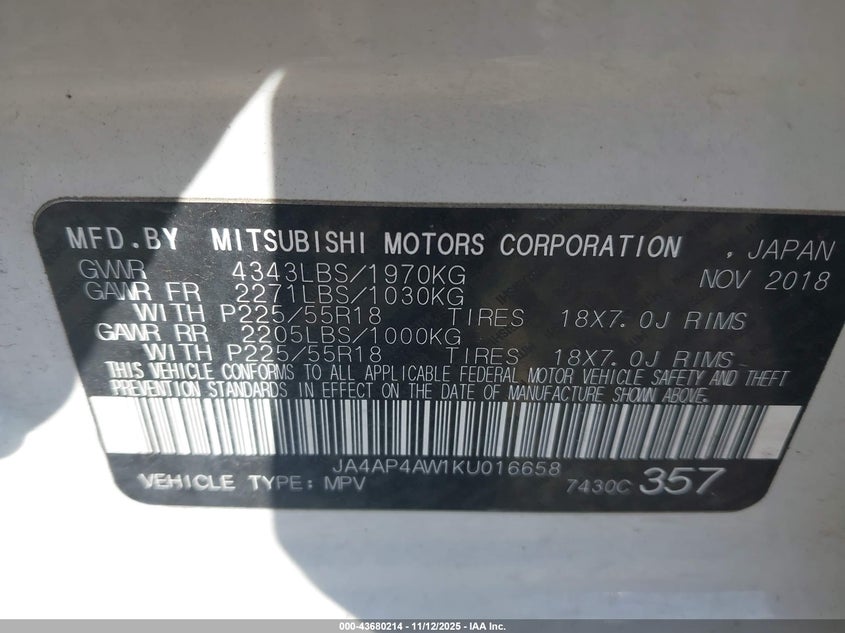 MFD.BY MITSUBISHI MOTORS CORPORATION , JAPAN
GVWR 4343LBS/1970KG NOV 2018
GAWR FR 2271LBS/1030KG
WITH P225/55R18 TIRES 18X7.0J RIMS
GAWR RR 2205LBS/1000KG
WITH P225/55R18 TIRES 18X7.0J RIMS
THIS VEHICLE CONFORMS TO ALL APPLICABLE FEDERAL MOTOR VEHICLE SAFETY AND THEFT
PREVENTION STANDARDS IN EFFECT ON THE DATE OF MANUFACTURE SHOWN ABOVE.
JA4AP4AW1KU016658
VEHICLE TYPE: MPV 7430C 357
000-43680214 - 11/12/2025 - IAA Inc.